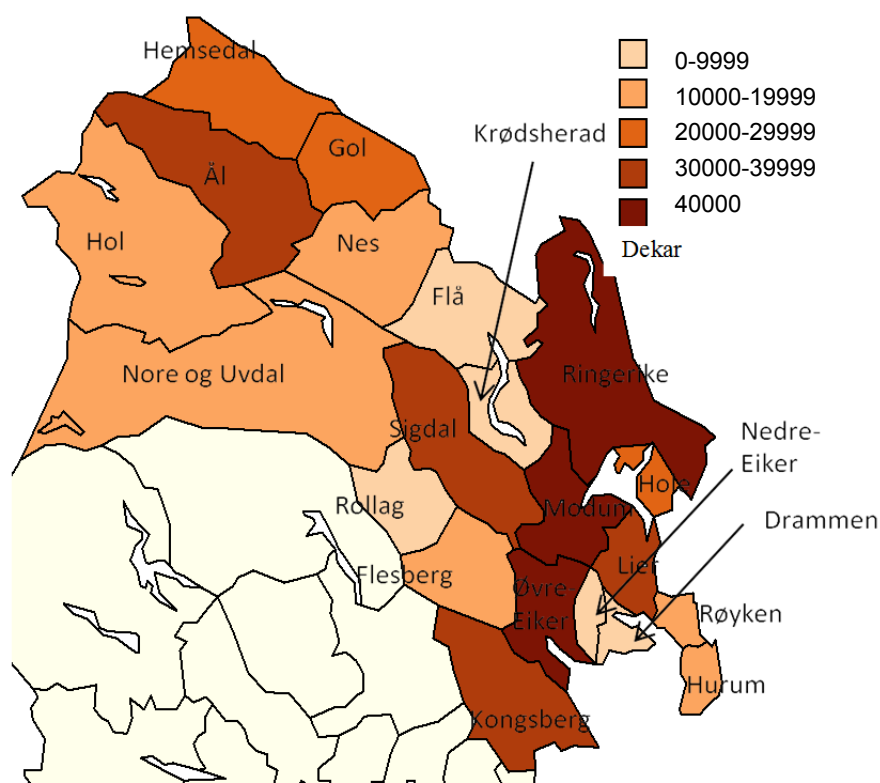 Hemsedal
0-9999
10000-19999
20000-29999
30000-39999
40000
Dekar
Krødsherad
Gol
Ål
Hol
Nes
Flå
Nore og Uvdal
Ringerike
Sigdal
Nedre-
Eiker
Hole
Rollag
Modum
Drammen
Lier
Flesberg
Øvre-
Eiker
Røyken
Hurum
Kongsberg